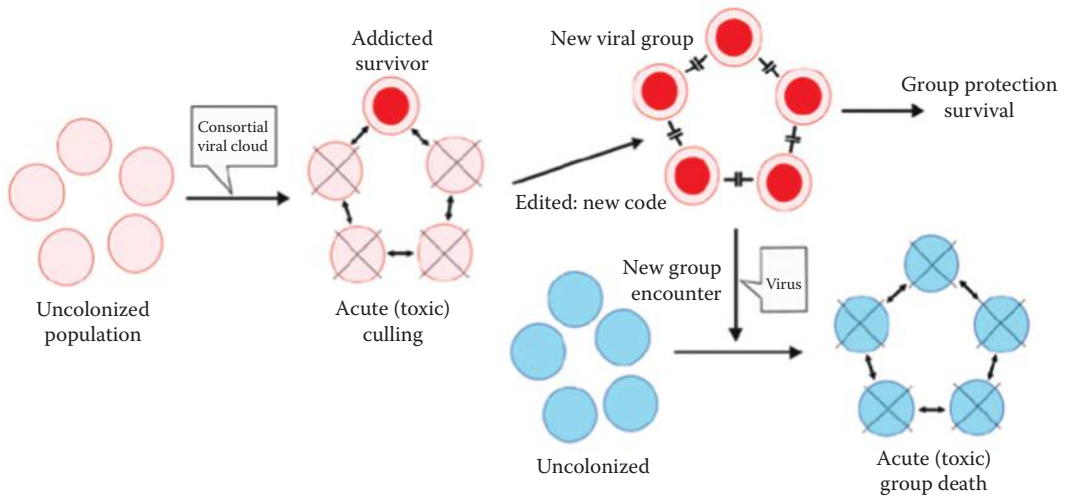 Addicted
survivor
New viral group
Group protection
survival
Consortial
viral cloud
Edited: new code
Uncolonized
population
Acute (toxic)
culling
New group
encounter
Virus
Uncolonized
Acute (toxic)
group death